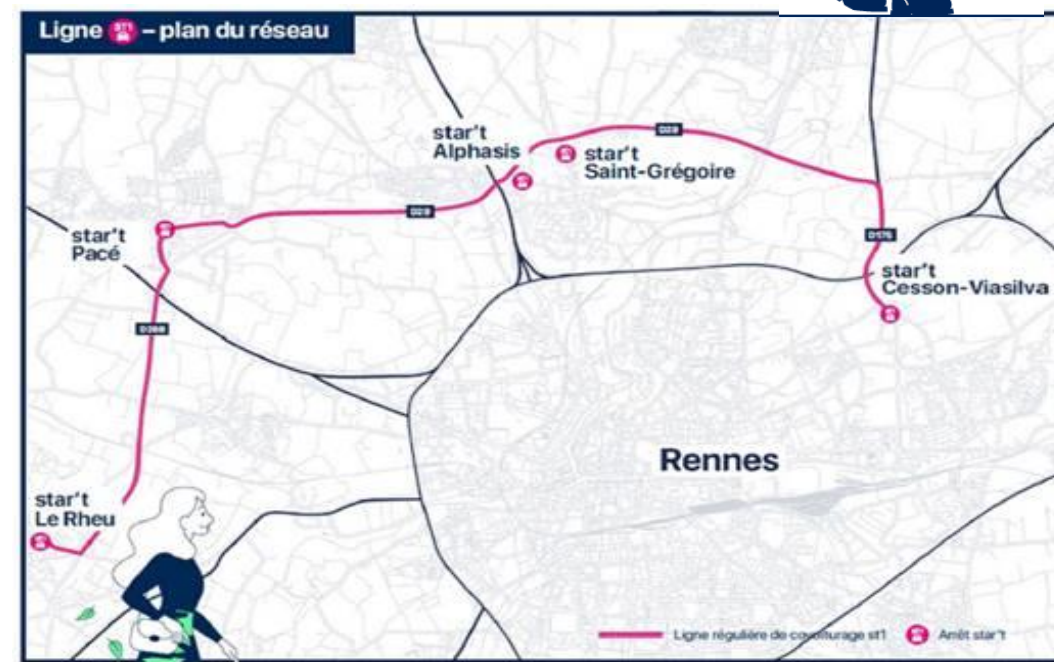 Ligne ST1 – plan du réseau
star't
Alphasis
D29
star't
Saint-Grégoire
star't
Pacé
D29
D175
star't
Cesson-Viasilva
D288
Rennes
star't
Le Rheu
Ligne régulière de covoiturage st1
Arrêt star't